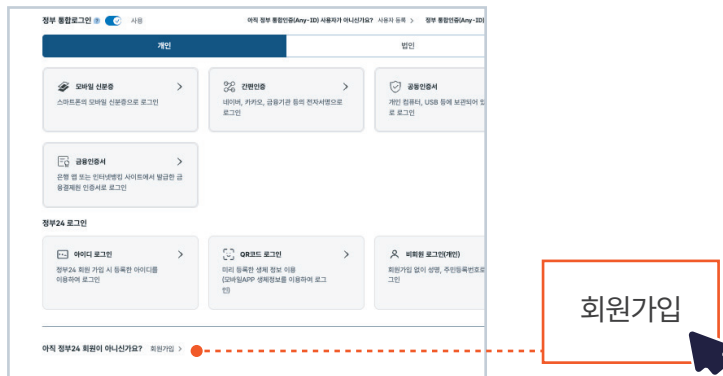 정부 통합로그인 사용 아직 정부 통합인증(Any-ID) 사용자가 아니신가요? 사용자 등록 > 정부 통합인증(Any-ID)
개인 법인
모바일 신분증 >
스마트폰의 모바일 신분증으로 로그인
간편인증 >
네이버, 카카오, 금융기관 등의 전자서명으로
로그인
공동인증서
개인 컴퓨터, USB 등에 보관되어 있
로 로그인
금융인증서 >
은행 앱 또는 인터넷뱅킹 사이트에서 발급한 금
융결제원 인증서로 로그인
정부24 로그인
아이디 로그인 >
정부24 회원 가입 시 등록한 아이디를
이용하여 로그인
QR코드 로그인 >
미리 등록한 생체 정보 이용
(모바일APP 생체정보를 이용하여 로그
인)
비회원 로그인(개인)
회원가입 없이 성명, 주민등록번호로
그인
아직 정부24 회원이 아니신가요? 회원가입 >
회원가입